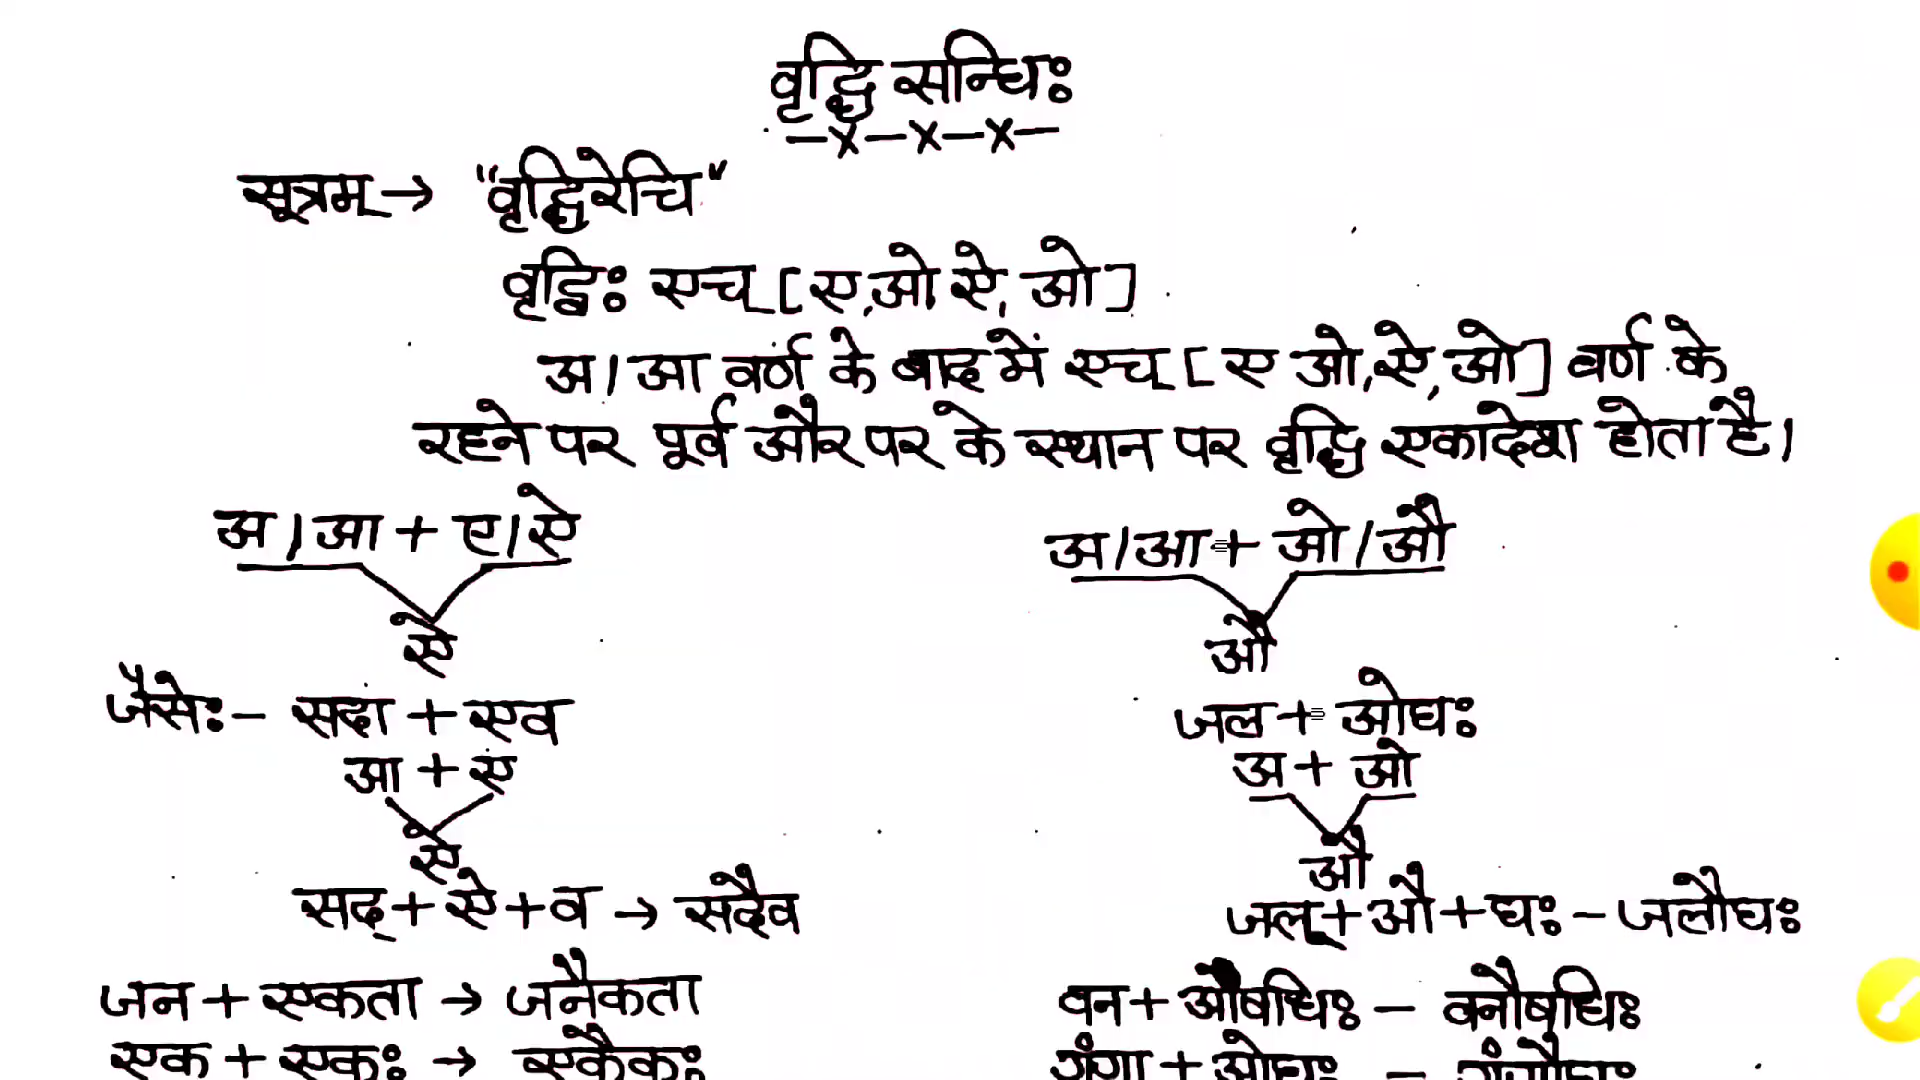 वृद्धि सन्धिः
सूत्रम् → "वृद्धिरेचि"
वृद्धिः एच् [ए,ओ ऐ, ओ]
अ/आ वर्ण के बाद में एच् [ए ओ,ऐ,ओ] वर्ण के
रहने पर पूर्व और पर के स्थान पर वृद्धि एकादेश होता है।
अ/आ + ए/ऐ
ऐ
जैसेः- सदा + एव
आ + ए
ऐ
सद् + ऐ + व → सदैव
जन + एकता → जनैकता
एक + एकः → एकैकः
अ/आ + ओ/औ
औ
जल + ओघः
अ + ओ
औ
जल् + औ + घः - जलौघः
वन + औषधिः - वनौषधिः
गंगा + ओघः - गंगौघः